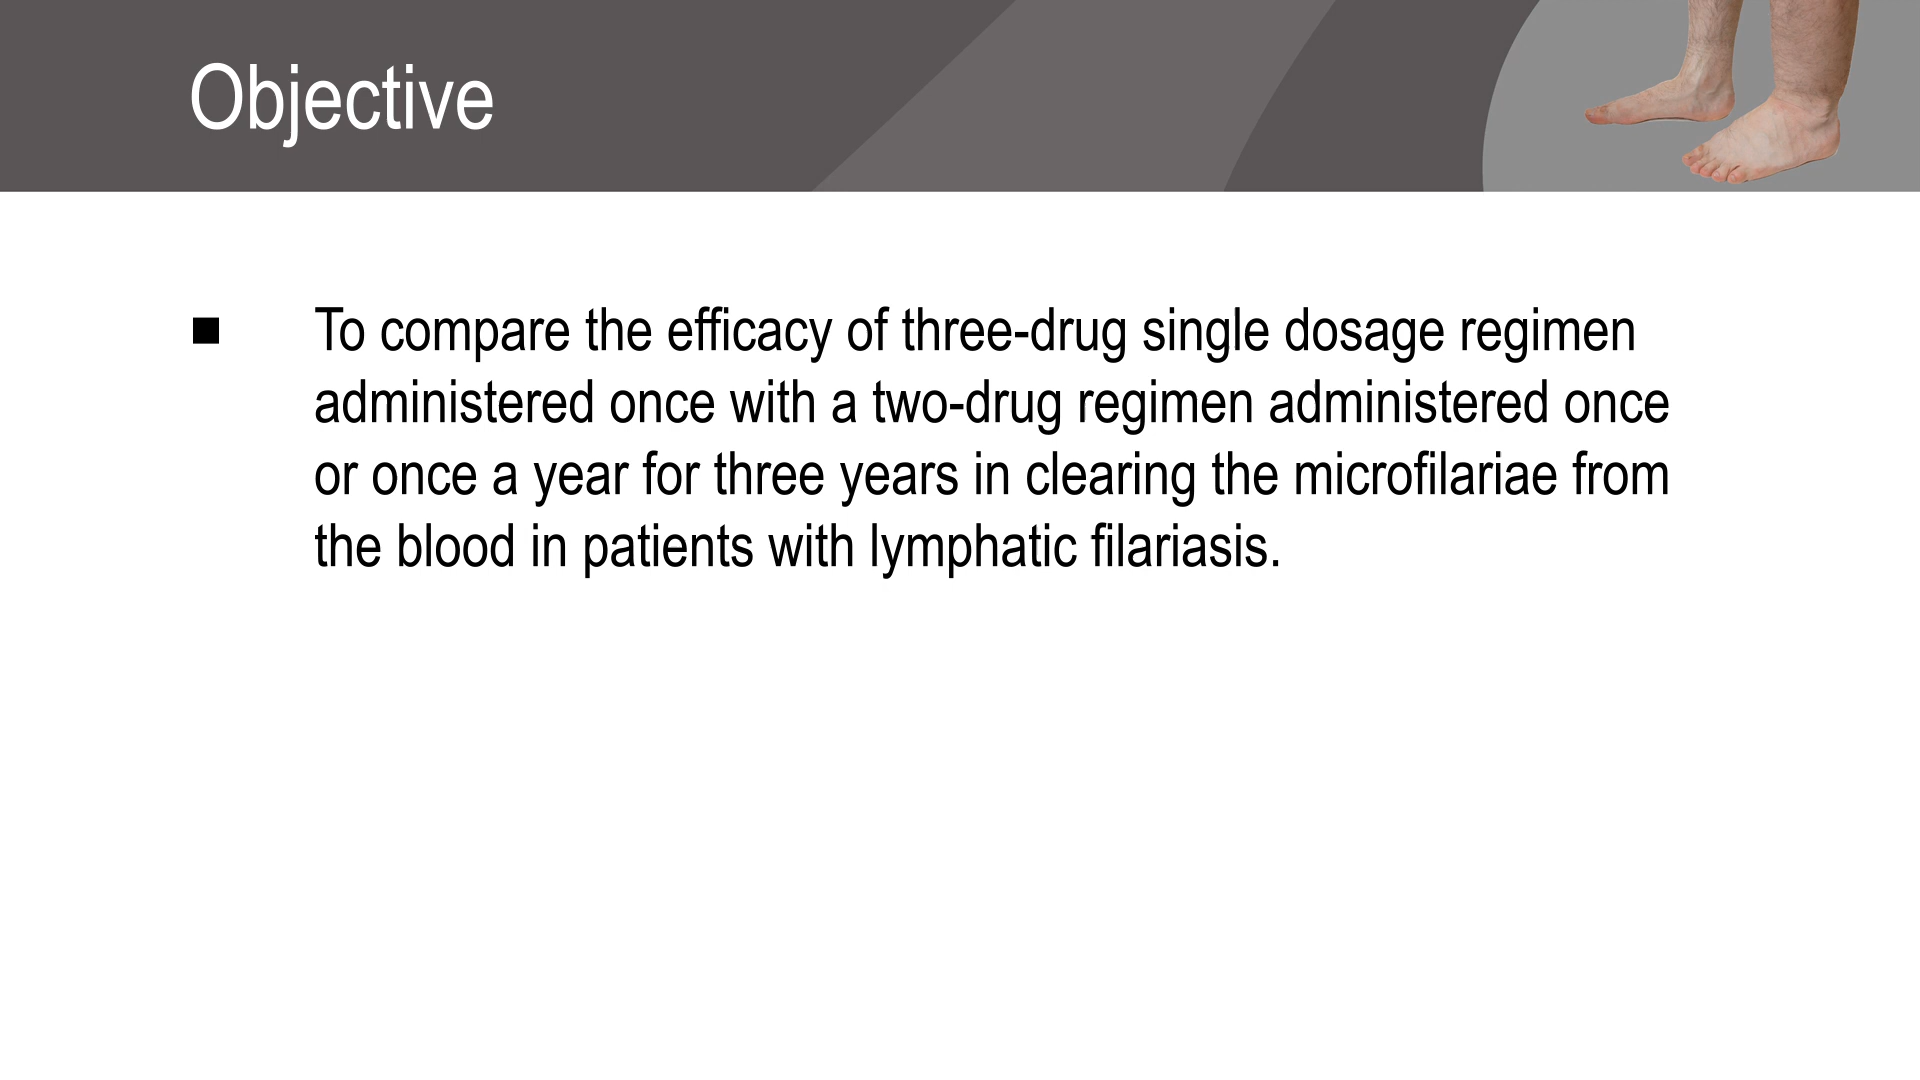 Objective
■ To compare the efficacy of three-drug single dosage regimen
administered once with a two-drug regimen administered once
or once a year for three years in clearing the microfilariae from
the blood in patients with lymphatic filariasis.